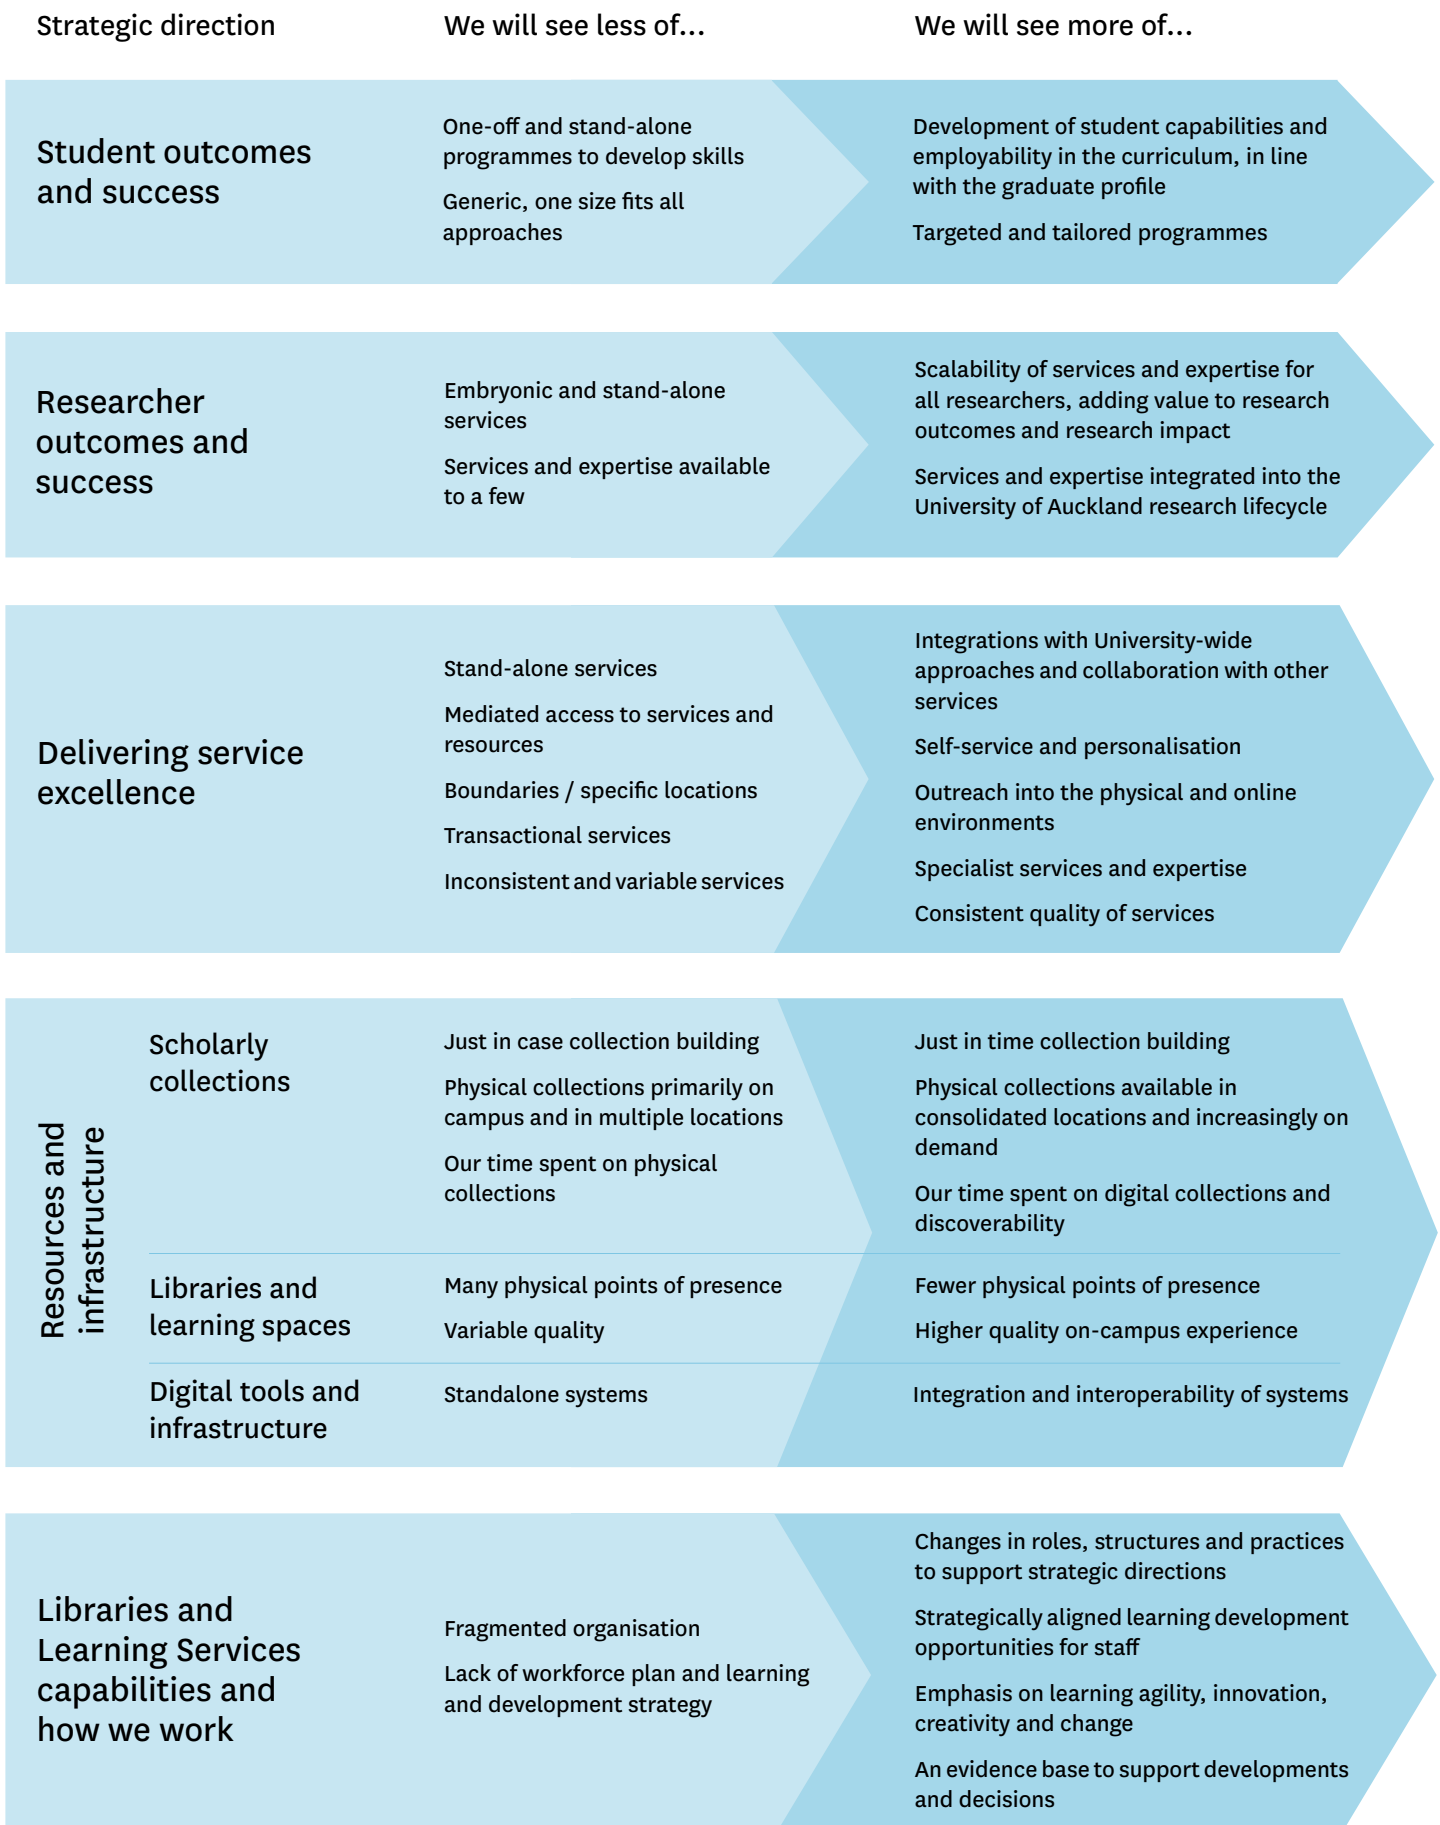 Strategic direction
We will see less of...
We will see more of...
Student outcomes
and success
One-off and stand-alone
programmes to develop skills
Generic, one size fits all
approaches
Development of student capabilities and
employability in the curriculum, in line
with the graduate profile
Targeted and tailored programmes
Researcher
outcomes and
success
Embryonic and stand-alone
services
Services and expertise available
to a few
Scalability of services and expertise for
all researchers, adding value to research
outcomes and research impact
Services and expertise integrated into the
University of Auckland research lifecycle
Delivering service
excellence
Stand-alone services
Mediated access to services and
resources
Boundaries / specific locations
Transactional services
Inconsistent and variable services
Integrations with University-wide
approaches and collaboration with other
services
Self-service and personalisation
Outreach into the physical and online
environments
Specialist services and expertise
Consistent quality of services
Resources and
infrastructure
Scholarly
collections
Just in case collection building
Physical collections primarily on
campus and in multiple locations
Our time spent on physical
collections
Just in time collection building
Physical collections available in
consolidated locations and increasingly on
demand
Our time spent on digital collections and
discoverability
Libraries and
learning spaces
Many physical points of presence
Variable quality
Fewer physical points of presence
Higher quality on-campus experience
Digital tools and
infrastructure
Standalone systems
Integration and interoperability of systems
Libraries and
Learning Services
capabilities and
how we work
Fragmented organisation
Lack of workforce plan and learning
and development strategy
Changes in roles, structures and practices
to support strategic directions
Strategically aligned learning development
opportunities for staff
Emphasis on learning agility, innovation,
creativity and change
An evidence base to support developments
and decisions